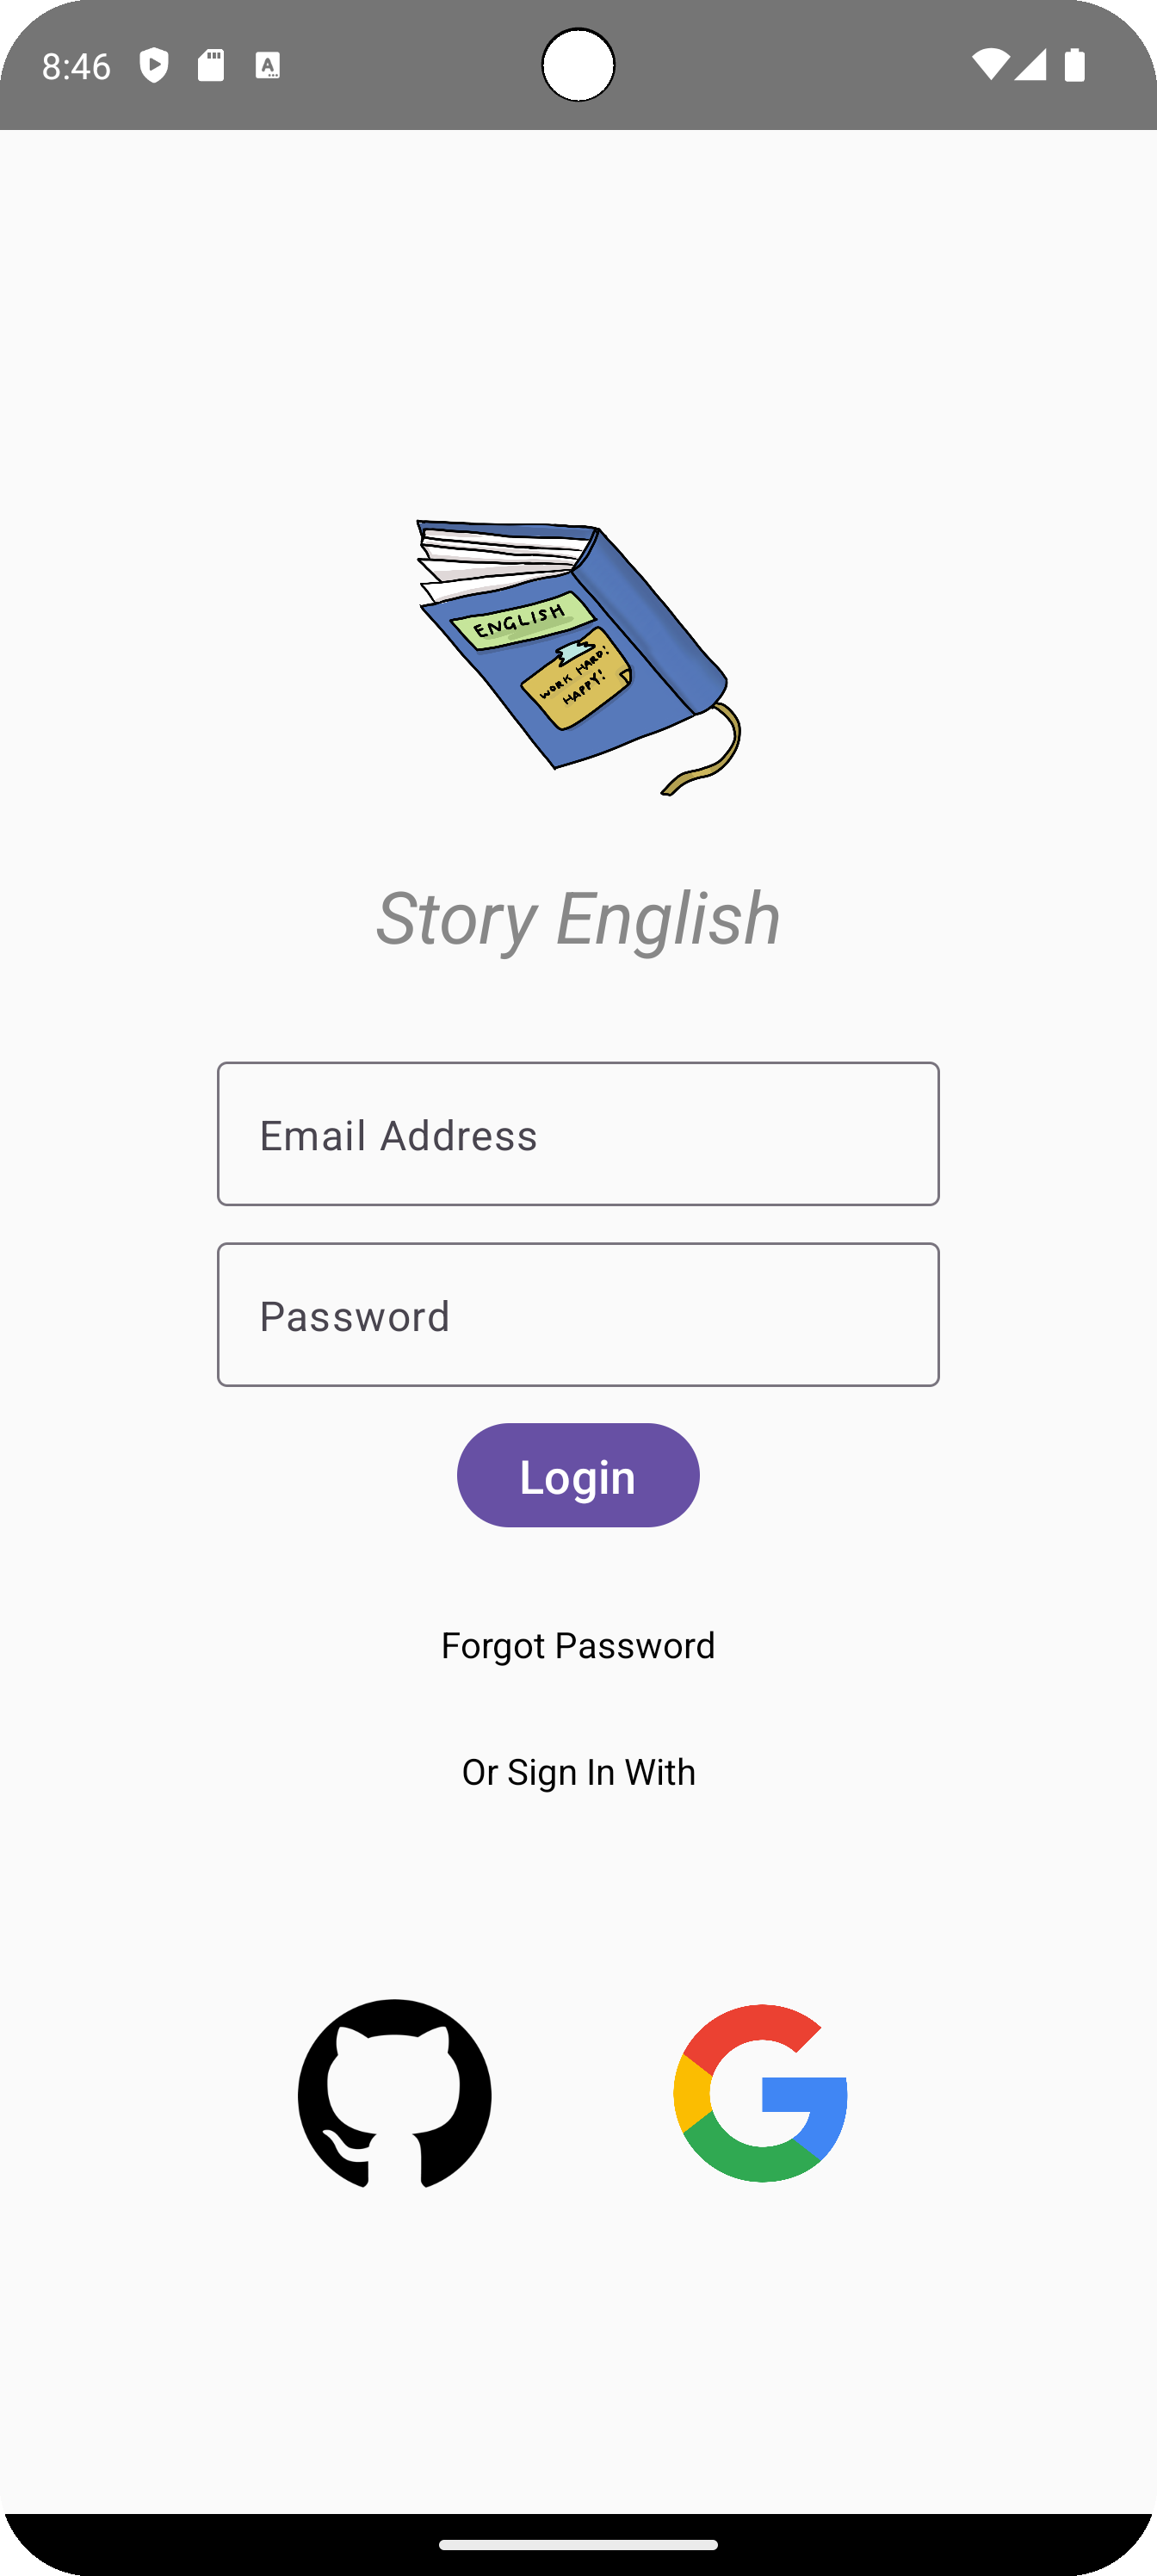 8:46
A
ENGLISH
WORK HARD!
HAPPY!
Story English
Email Address
Password
Login
Forgot Password
Or Sign In With